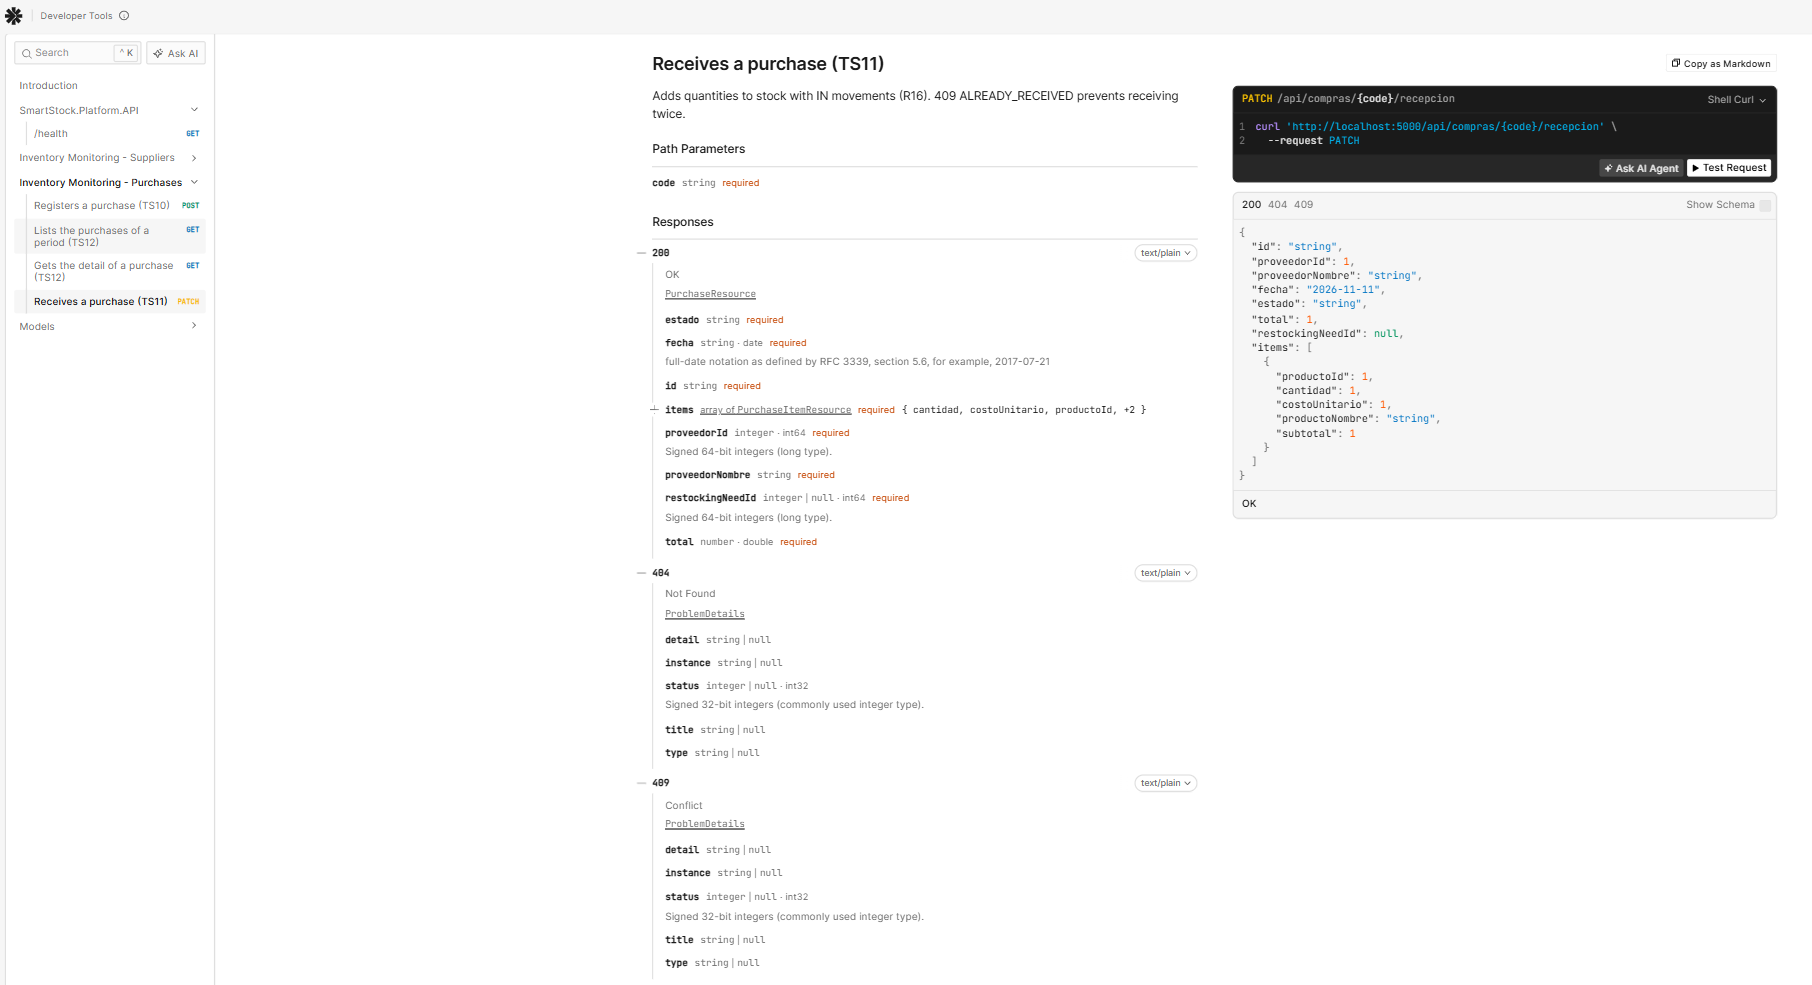 Developer Tools
Search
^ K
Ask AI
Introduction
SmartStock.Platform.API
/health GET
Inventory Monitoring - Suppliers
Inventory Monitoring - Purchases
Registers a purchase (TS10) POST
Lists the purchases of a period (TS12) GET
Gets the detail of a purchase (TS12) GET
Receives a purchase (TS11) PATCH
Models
Receives a purchase (TS11)
Adds quantities to stock with IN movements (R16). 409 ALREADY_RECEIVED prevents receiving
twice.
Path Parameters
code string required
Responses
200 text/plain
OK
PurchaseResource
estado string required
fecha string · date required
full-date notation as defined by RFC 3339, section 5.6, for example, 2017-07-21
id string required
items array of PurchaseItemResource required { cantidad, costoUnitario, productoId, +2 }
proveedorId integer · int64 required
Signed 64-bit integers (long type).
proveedorNombre string required
restockingNeedId integer | null · int64 required
Signed 64-bit integers (long type).
total number · double required
404 text/plain
Not Found
ProblemDetails
detail string | null
instance string | null
status integer | null · int32
Signed 32-bit integers (commonly used integer type).
title string | null
type string | null
409 text/plain
Conflict
ProblemDetails
detail string | null
instance string | null
status integer | null · int32
Signed 32-bit integers (commonly used integer type).
title string | null
type string | null
Copy as Markdown
PATCH /api/compras/{code}/recepcion Shell Curl
1 curl 'http://localhost:5000/api/compras/{code}/recepcion' \
2 --request PATCH
Ask AI Agent
Test Request
200 404 409 Show Schema
{
"id": "string",
"proveedorId": 1,
"proveedorNombre": "string",
"fecha": "2026-11-11",
"estado": "string",
"total": 1,
"restockingNeedId": null,
"items": [
{
"productoId": 1,
"cantidad": 1,
"costoUnitario": 1,
"productoNombre": "string",
"subtotal": 1
}
]
}
OK